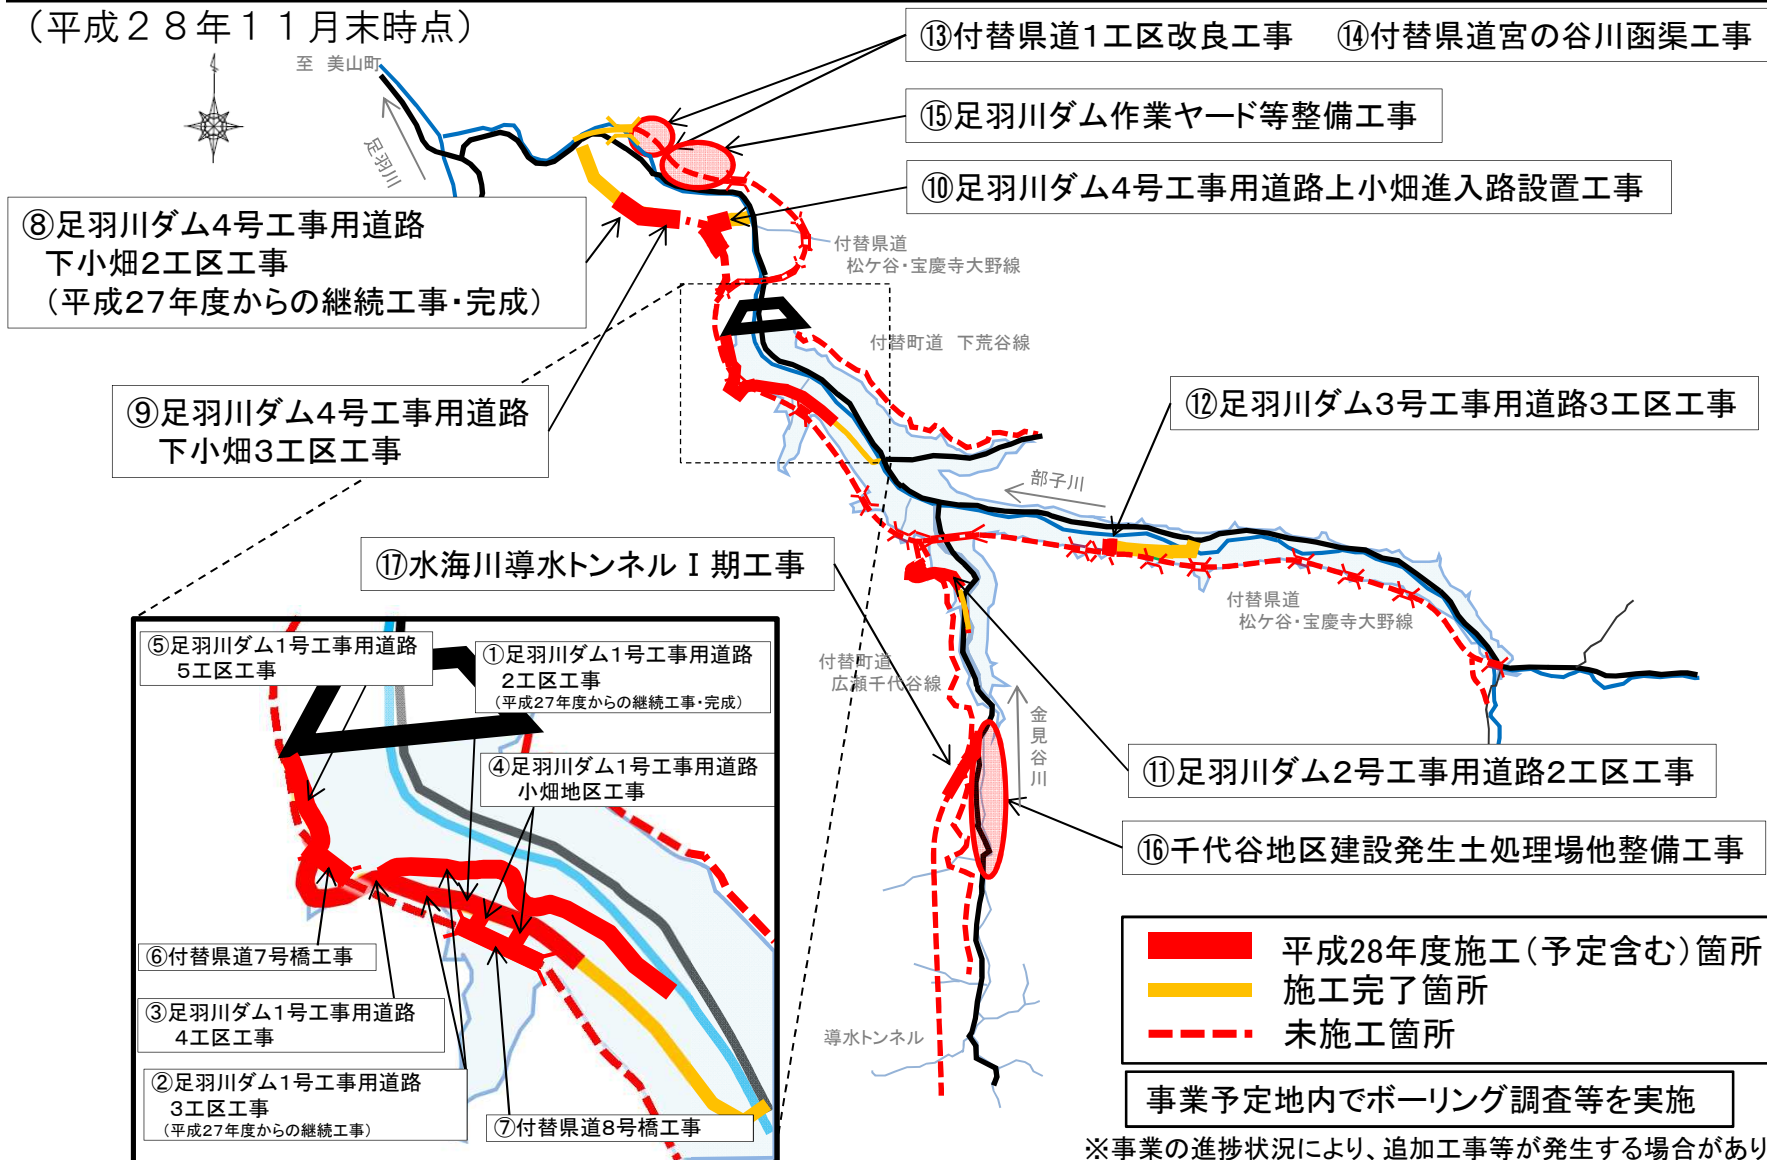 （平成２８年１１月末時点）
至 美山町
足羽川
⑬付替県道1工区改良工事　⑭付替県道宮の谷川函渠工事
⑮足羽川ダム作業ヤード等整備工事
⑩足羽川ダム4号工事用道路上小畑進入路設置工事
⑧足羽川ダム4号工事用道路
下小畑2工区工事
（平成27年度からの継続工事・完成）
付替県道
松ケ谷・宝慶寺大野線
付替町道 下荒谷線
⑨足羽川ダム4号工事用道路
下小畑3工区工事
⑫足羽川ダム3号工事用道路3工区工事
部子川
⑰水海川導水トンネルⅠ期工事
付替県道
松ケ谷・宝慶寺大野線
付替町道
広瀬千代谷線
金見谷川
⑪足羽川ダム2号工事用道路2工区工事
⑯千代谷地区建設発生土処理場他整備工事
⑤足羽川ダム1号工事用道路
5工区工事
①足羽川ダム1号工事用道路
2工区工事
（平成27年度からの継続工事・完成）
④足羽川ダム1号工事用道路
小畑地区工事
⑥付替県道7号橋工事
③足羽川ダム1号工事用道路
4工区工事
②足羽川ダム1号工事用道路
3工区工事
（平成27年度からの継続工事）
⑦付替県道8号橋工事
導水トンネル
平成28年度施工（予定含む）箇所
施工完了箇所
未施工箇所
事業予定地内でボーリング調査等を実施
※事業の進捗状況により、追加工事等が発生する場合があり